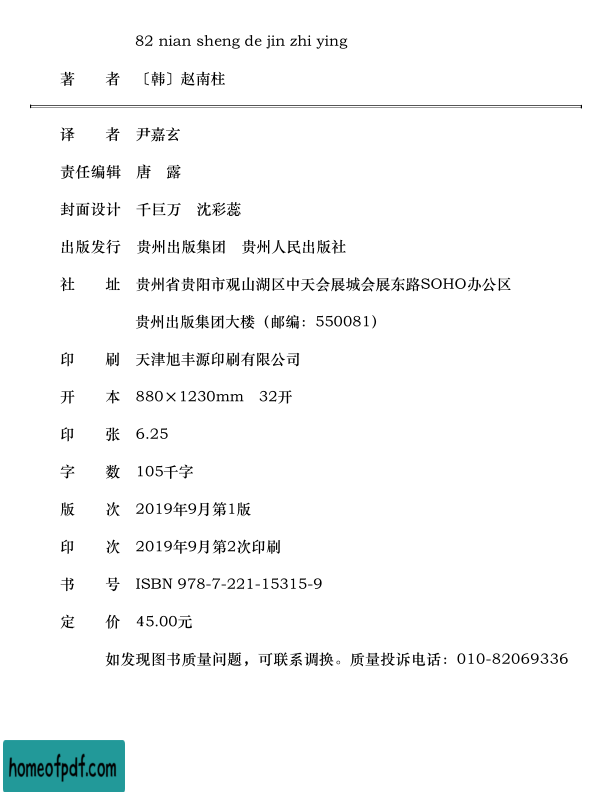 82 nian sheng de jin zhi ying
著　者 〔韩〕赵南柱
译　者 尹嘉玄
责任编辑 唐　露
封面设计 千巨万　沈彩蕊
出版发行 贵州出版集团　贵州人民出版社
社　址 贵州省贵阳市观山湖区中天会展城会展东路SOHO办公区
贵州出版集团大楼（邮编：550081）
印　刷 天津旭丰源印刷有限公司
开　本 880×1230mm　32开
印　张 6.25
字　数 105千字
版　次 2019年9月第1版
印　次 2019年9月第2次印刷
书　号 ISBN 978-7-221-15315-9
定　价 45.00元
如发现图书质量问题，可联系调换。质量投诉电话：010-82069336
homeofpdf.com